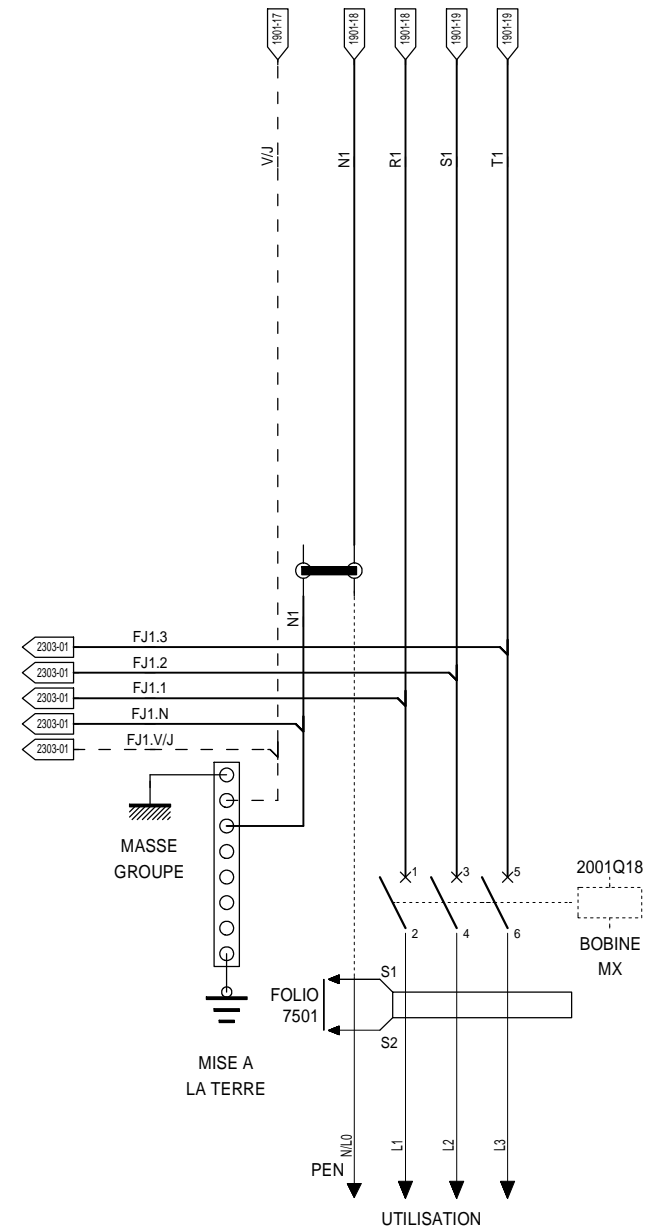 1901-17
1901-18
1901-18
1901-19
1901-19
V/J
N1
R1
S1
T1
N1
2303-01
FJ1.3
2303-01
FJ1.2
2303-01
FJ1.1
2303-01
FJ1.N
2303-01
FJ1.V/J
MASSE
GROUPE
1
3
5
2001Q18
2
4
6
BOBINE
MX
S1
FOLIO
7501
S2
MISE A
LA TERRE
N/L0
L1
L2
L3
PEN
UTILISATION